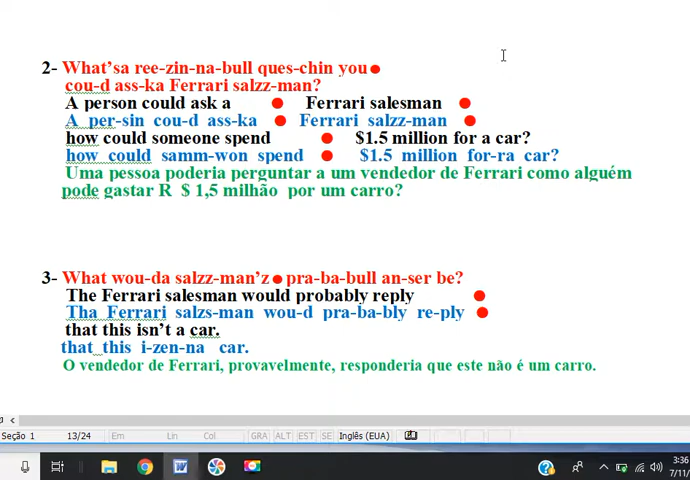 2- What'sa ree-zin-na-bull ques-chin you
cou-d ass-ka Ferrari salzz-man?
A person could ask a Ferrari salesman
A per-sin cou-d ass-ka Ferrari salzz-man
how could someone spend $1.5 million for a car?
how could samm-won spend $1.5 million for-ra car?
Uma pessoa poderia perguntar a um vendedor de Ferrari como alguém
pode gastar R $ 1,5 milhão por um carro?
3- What wou-da salzz-man'z pra-ba-bull an-ser be?
The Ferrari salesman would probably reply
Tha Ferrari salzs-man wou-d pra-ba-bly re-ply
that this isn't a car.
that this i-zen-na car.
O vendedor de Ferrari, provavelmente, responderia que este não é um carro.
Seção 1 13/24 Em Lin Col GRA ALT EST SE Inglês (EUA)
3:36
7/11/